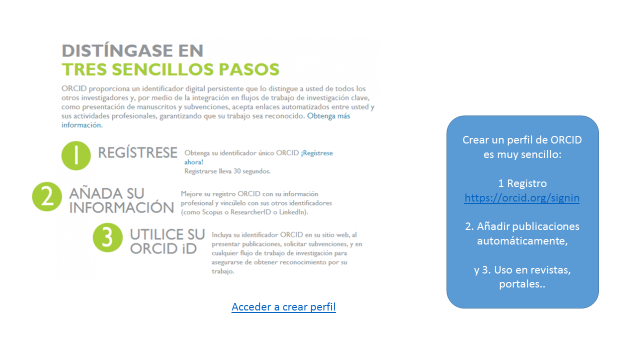 DISTÍNGASE EN
TRES SENCILLOS PASOS
ORCID proporciona un identificador digital persistente que lo distingue a usted de todos los
otros investigadores y, por medio de la integración en flujos de trabajo de investigación clave,
como presentación de manuscritos y subvenciones, acepta enlaces automatizados entre usted y
sus actividades profesionales, garantizando que su trabajo sea reconocido. Obtenga más
información.
1 REGÍSTRESE
Obtenga su identificador único ORCID ¡Regístrese
ahora!
Registrarse lleva 30 segundos.
2 AÑADA SU
INFORMACIÓN
Mejore su registro ORCID con su información
profesional y vincúlelo con sus otros identificadores
(como Scopus o ResearcherID o LinkedIn).
3 UTILICE SU
ORCID iD
Incluya su identificador ORCID en su sitio web, al
presentar publicaciones, solicitar subvenciones, y en
cualquier flujo de trabajo de investigación para
asegurarse de obtener reconocimiento por su
trabajo.
Acceder a crear perfil
Crear un perfil de ORCID
es muy sencillo:
1 Registro
https://orcid.org/signin
2. Añadir publicaciones
automáticamente,
y 3. Uso en revistas,
portales..